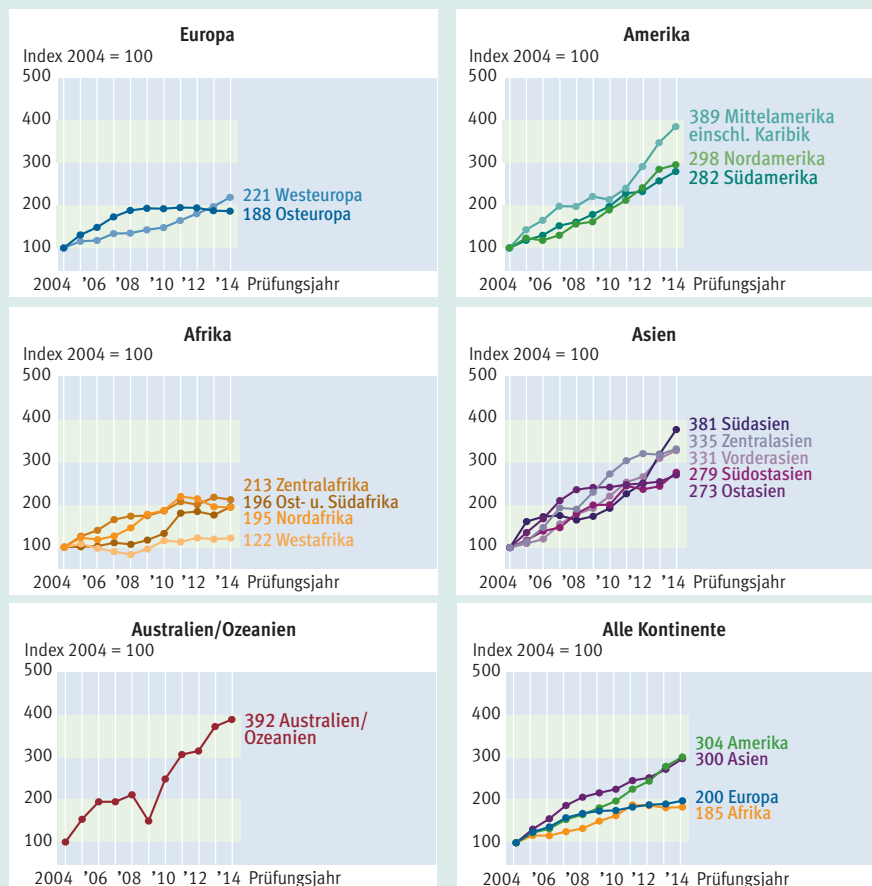 Europa
Index 2004 = 100
500
400
300
200
100
221 Westeuropa
188 Osteuropa
2004 ’06 ’08 ’10 ’12 ’14 Prüfungsjahr
Amerika
Index 2004 = 100
500
400
300
200
100
389 Mittelamerika
einschl. Karibik
298 Nordamerika
282 Südamerika
2004 ’06 ’08 ’10 ’12 ’14 Prüfungsjahr
Afrika
Index 2004 = 100
500
400
300
200
100
213 Zentralafrika
196 Ost- u. Südafrika
195 Nordafrika
122 Westafrika
2004 ’06 ’08 ’10 ’12 ’14 Prüfungsjahr
Asien
Index 2004 = 100
500
400
300
200
100
381 Südasien
335 Zentralasien
331 Vorderasien
279 Südostasien
273 Ostasien
2004 ’06 ’08 ’10 ’12 ’14 Prüfungsjahr
Australien/Ozeanien
Index 2004 = 100
500
400
300
200
100
392 Australien/
Ozeanien
2004 ’06 ’08 ’10 ’12 ’14 Prüfungsjahr
Alle Kontinente
Index 2004 = 100
500
400
300
200
100
304 Amerika
300 Asien
200 Europa
185 Afrika
2004 ’06 ’08 ’10 ’12 ’14 Prüfungsjahr